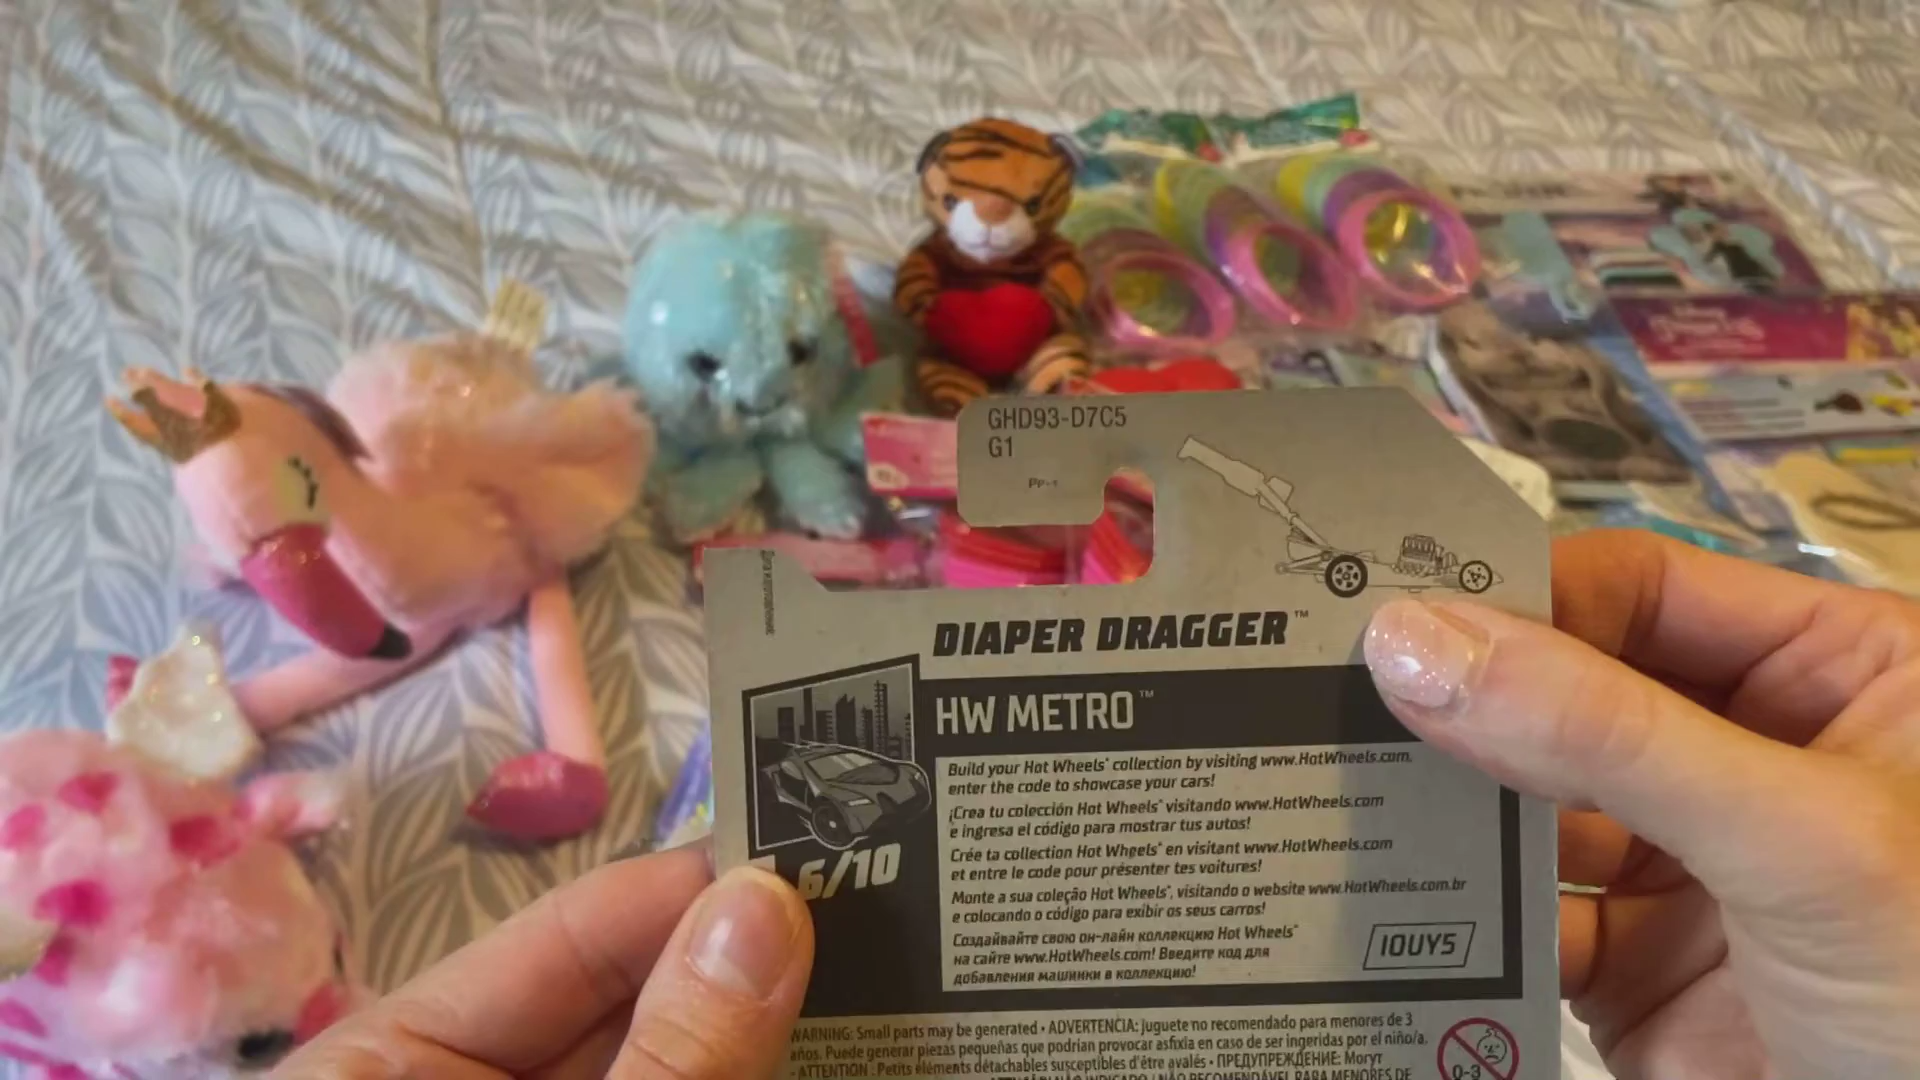 GHD93-D7C5
G1
DIAPER DRAGGER™
HW METRO™
6/10
Build your Hot Wheels® collection by visiting www.HotWheels.com,
enter the code to showcase your cars!
¡Crea tu colección Hot Wheels® visitando www.HotWheels.com
e ingresa el código para mostrar tus autos!
Crée ta collection Hot Wheels® en visitant www.HotWheels.com
et entre le code pour présenter tes voitures!
Monte a sua coleção Hot Wheels®, visitando o website www.HotWheels.com.br
e colocando o código para exibir os seus carros!
Создавайте свою он-лайн коллекцию Hot Wheels®
на сайте www.HotWheels.com! Введите код для
добавления машинки в коллекцию!
10UY5
WARNING: Small parts may be generated • ADVERTENCIA: Juguete no recomendado para menores de 3
años. Puede generar piezas pequeñas que podrían provocar asfixia en caso de ser ingeridas por el niño/a.
• ATTENTION : Petits éléments détachables susceptibles d'être avalés • ПРЕДУПРЕЖДЕНИЕ: Могут
NÃO RECOMENDÁVEL PARA MENORES DE
0-3